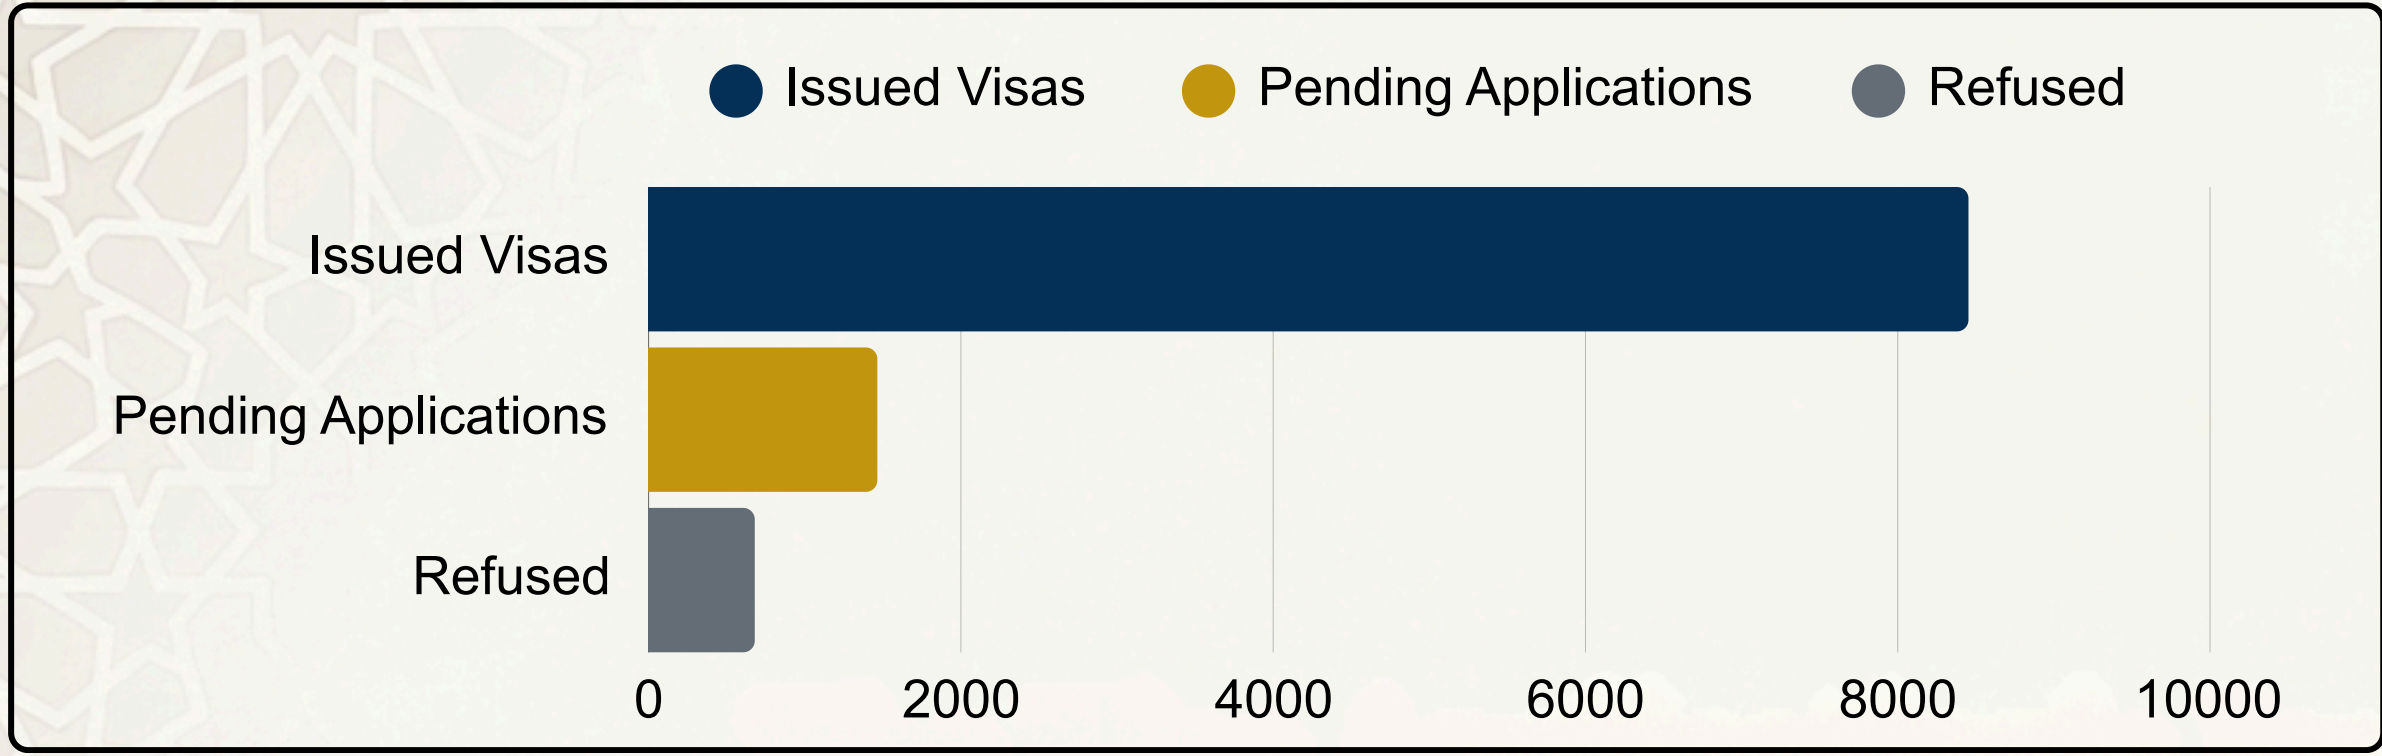 Issued Visas Pending Applications Refused
Issued Visas
Pending Applications
Refused
0 2000 4000 6000 8000 10000